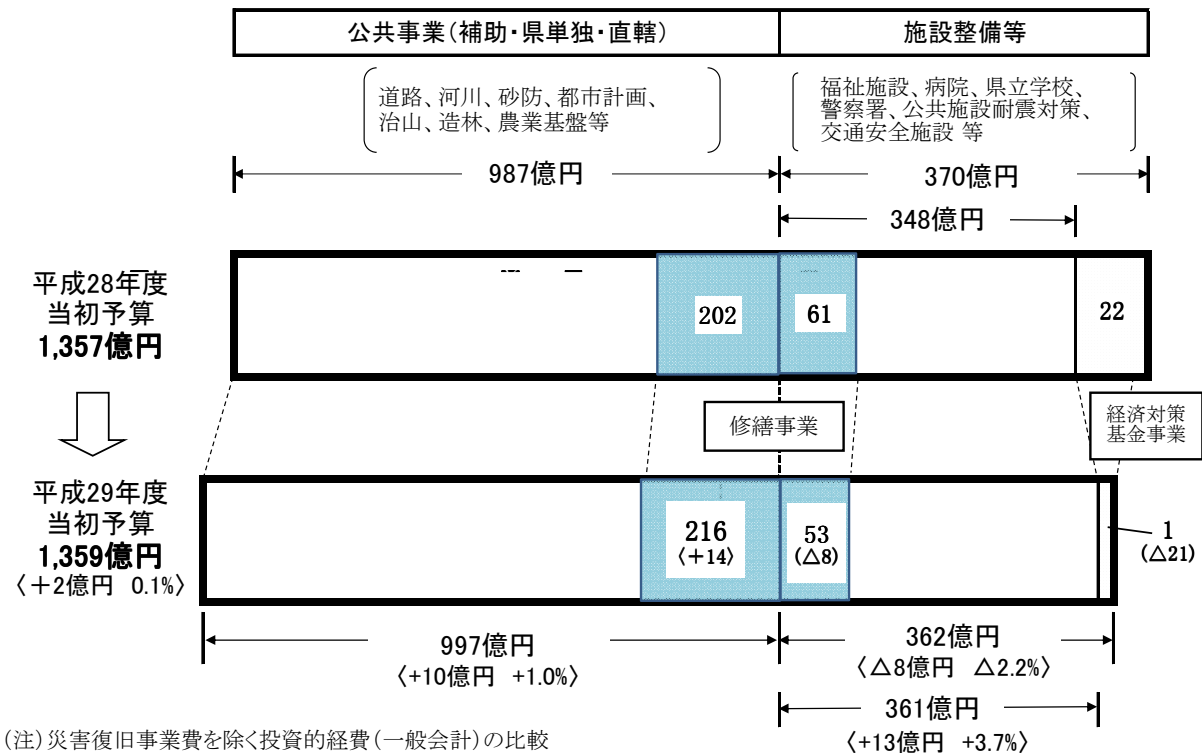 公共事業(補助・県単独・直轄)
施設整備等
道路、河川、砂防、都市計画、
治山、造林、農業基盤等
福祉施設、病院、県立学校、
警察署、公共施設耐震対策、
交通安全施設 等
987億円
370億円
348億円
平成28年度
当初予算
1,357億円
202
61
22
修繕事業
経済対策
基金事業
平成29年度
当初予算
1,359億円
〈+2億円 0.1%〉
216
〈+14〉
53
(△8)
1
(△21)
997億円
〈+10億円 +1.0%〉
362億円
〈△8億円 △2.2%〉
361億円
〈+13億円 +3.7%〉
(注)災害復旧事業費を除く投資的経費(一般会計)の比較